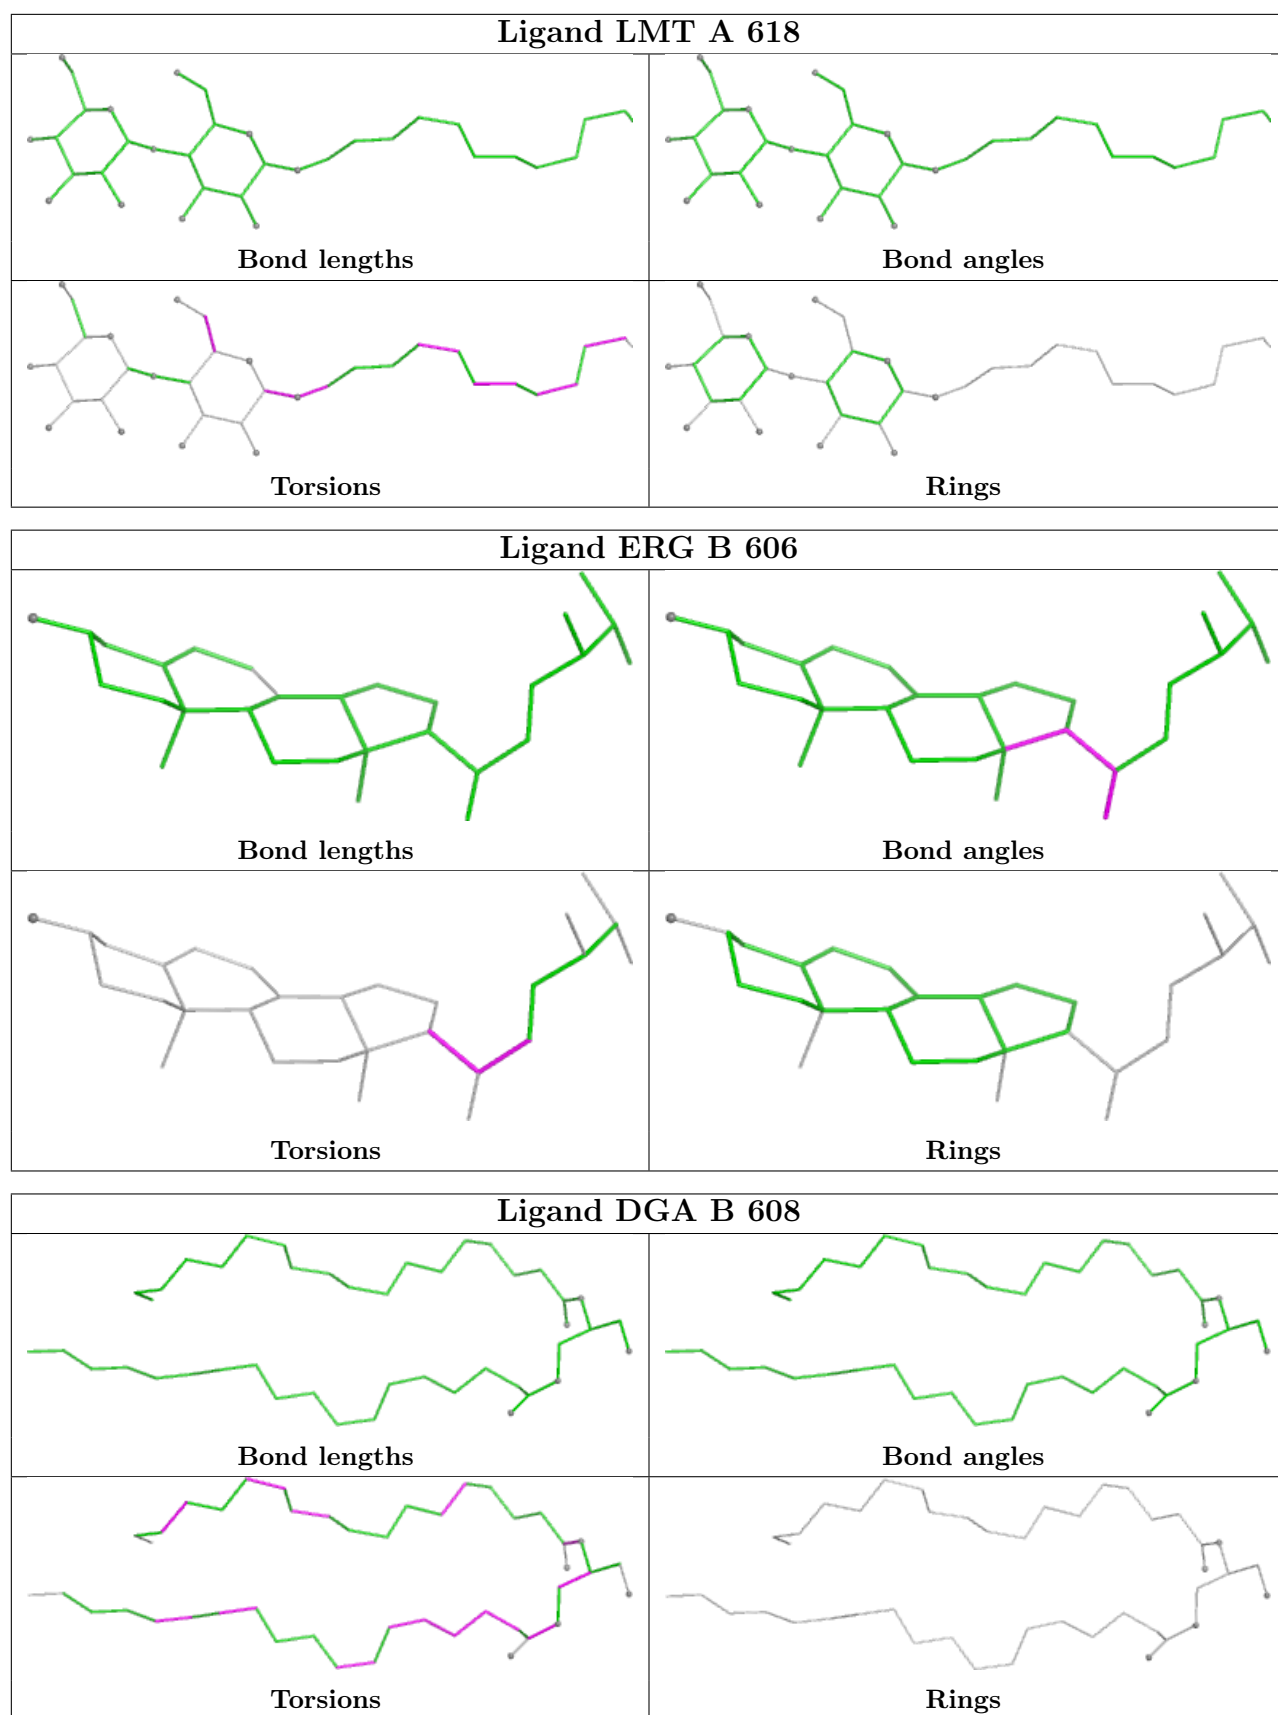 Ligand LMT A 618
Bond lengths
Bond angles
Torsions
Rings
Ligand ERG B 606
Bond lengths
Bond angles
Torsions
Rings
Ligand DGA B 608
Bond lengths
Bond angles
Torsions
Rings